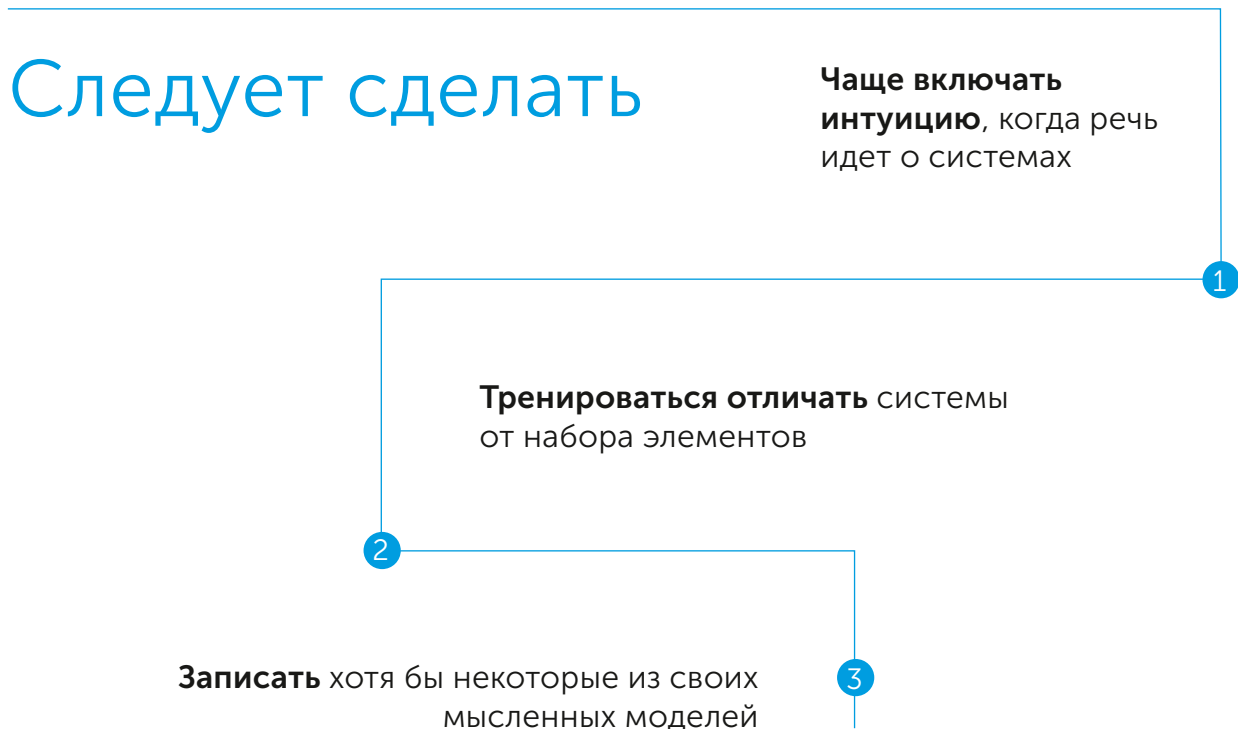 Следует сделать
Чаще включать
интуицию, когда речь
идет о системах
1
Тренироваться отличать системы
от набора элементов
2
Записать хотя бы некоторые из своих
мысленных моделей
3